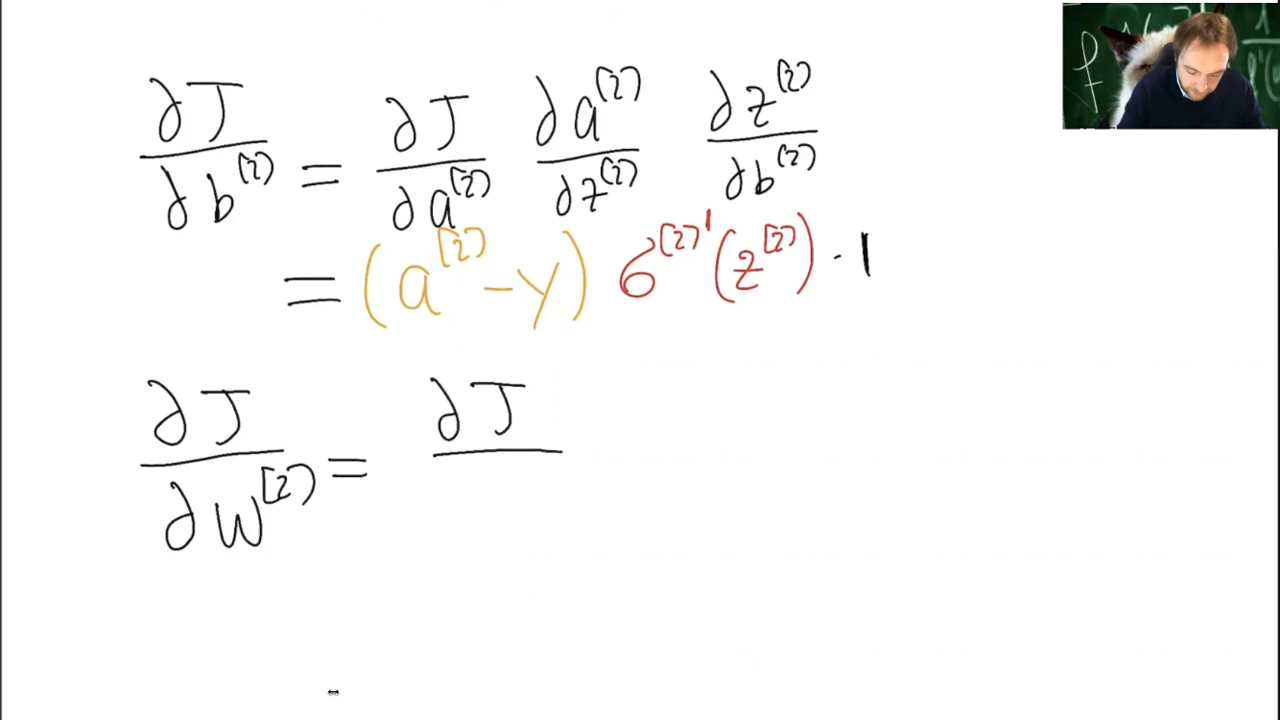 ∂J/∂b^[2] = ∂J/∂a^[2] ∂a^[2]/∂z^[2] ∂z^[2]/∂b^[2]
= (a^[2] − y) σ^[2]′(z^[2]) · 1
∂J/∂w^[2] = ∂J/